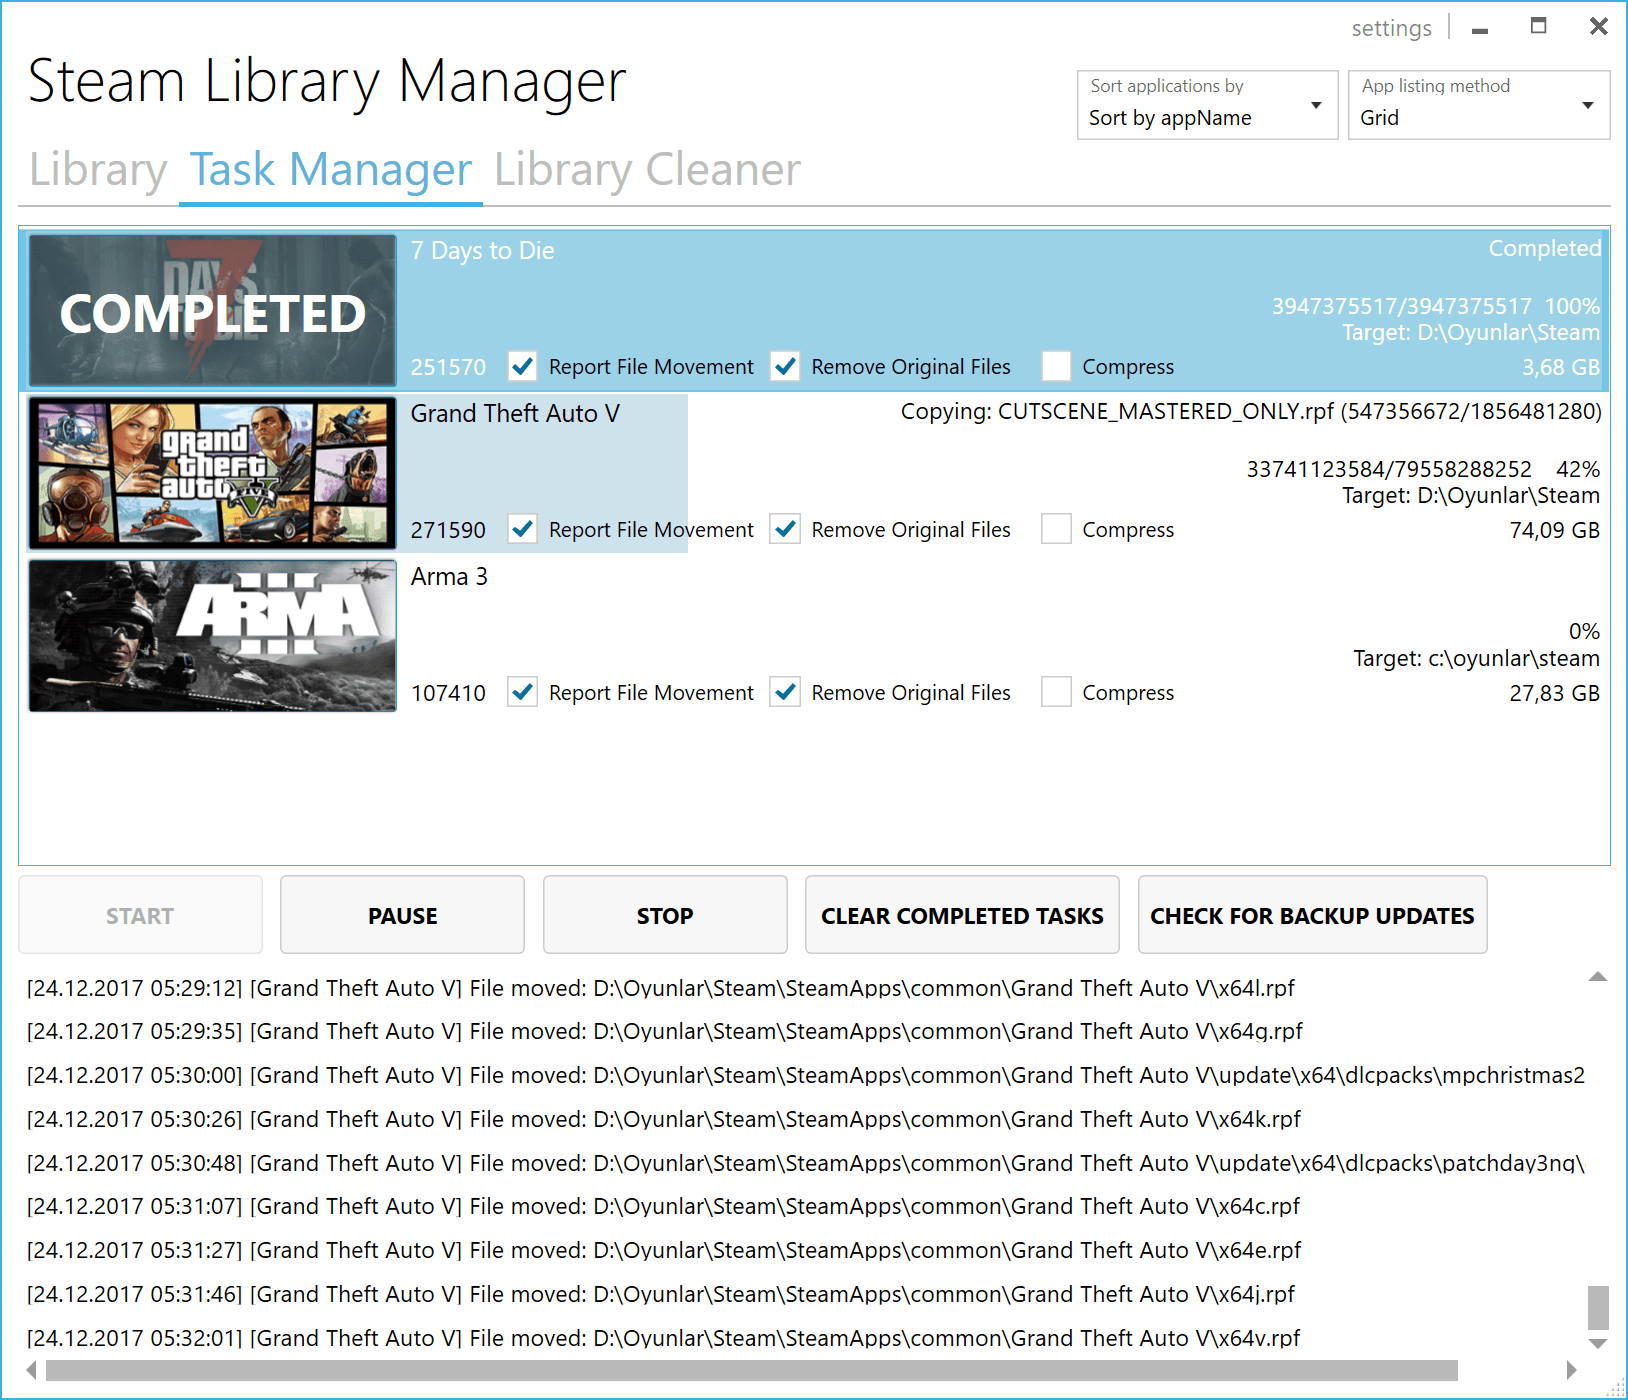 settings
Steam Library Manager
Sort applications by
Sort by appName
App listing method
Grid
Library Task Manager Library Cleaner
7 DAYS TO DIE
COMPLETED
7 Days to Die
Completed
3947375517/3947375517 100%
Target: D:\Oyunlar\Steam
251570 Report File Movement Remove Original Files Compress 3,68 GB
grand theft auto V
FIVE
Grand Theft Auto V
Copying: CUTSCENE_MASTERED_ONLY.rpf (547356672/1856481280)
33741123584/79558288252 42%
Target: D:\Oyunlar\Steam
271590 Report File Movement Remove Original Files Compress 74,09 GB
ARMA III
Arma 3
0%
Target: c:\oyunlar\steam
107410 Report File Movement Remove Original Files Compress 27,83 GB
START PAUSE STOP CLEAR COMPLETED TASKS CHECK FOR BACKUP UPDATES
[24.12.2017 05:29:12] [Grand Theft Auto V] File moved: D:\Oyunlar\Steam\SteamApps\common\Grand Theft Auto V\x64l.rpf
[24.12.2017 05:29:35] [Grand Theft Auto V] File moved: D:\Oyunlar\Steam\SteamApps\common\Grand Theft Auto V\x64g.rpf
[24.12.2017 05:30:00] [Grand Theft Auto V] File moved: D:\Oyunlar\Steam\SteamApps\common\Grand Theft Auto V\update\x64\dlcpacks\mpchristmas2
[24.12.2017 05:30:26] [Grand Theft Auto V] File moved: D:\Oyunlar\Steam\SteamApps\common\Grand Theft Auto V\x64k.rpf
[24.12.2017 05:30:48] [Grand Theft Auto V] File moved: D:\Oyunlar\Steam\SteamApps\common\Grand Theft Auto V\update\x64\dlcpacks\patchday3ng\
[24.12.2017 05:31:07] [Grand Theft Auto V] File moved: D:\Oyunlar\Steam\SteamApps\common\Grand Theft Auto V\x64c.rpf
[24.12.2017 05:31:27] [Grand Theft Auto V] File moved: D:\Oyunlar\Steam\SteamApps\common\Grand Theft Auto V\x64e.rpf
[24.12.2017 05:31:46] [Grand Theft Auto V] File moved: D:\Oyunlar\Steam\SteamApps\common\Grand Theft Auto V\x64j.rpf
[24.12.2017 05:32:01] [Grand Theft Auto V] File moved: D:\Oyunlar\Steam\SteamApps\common\Grand Theft Auto V\x64v.rpf